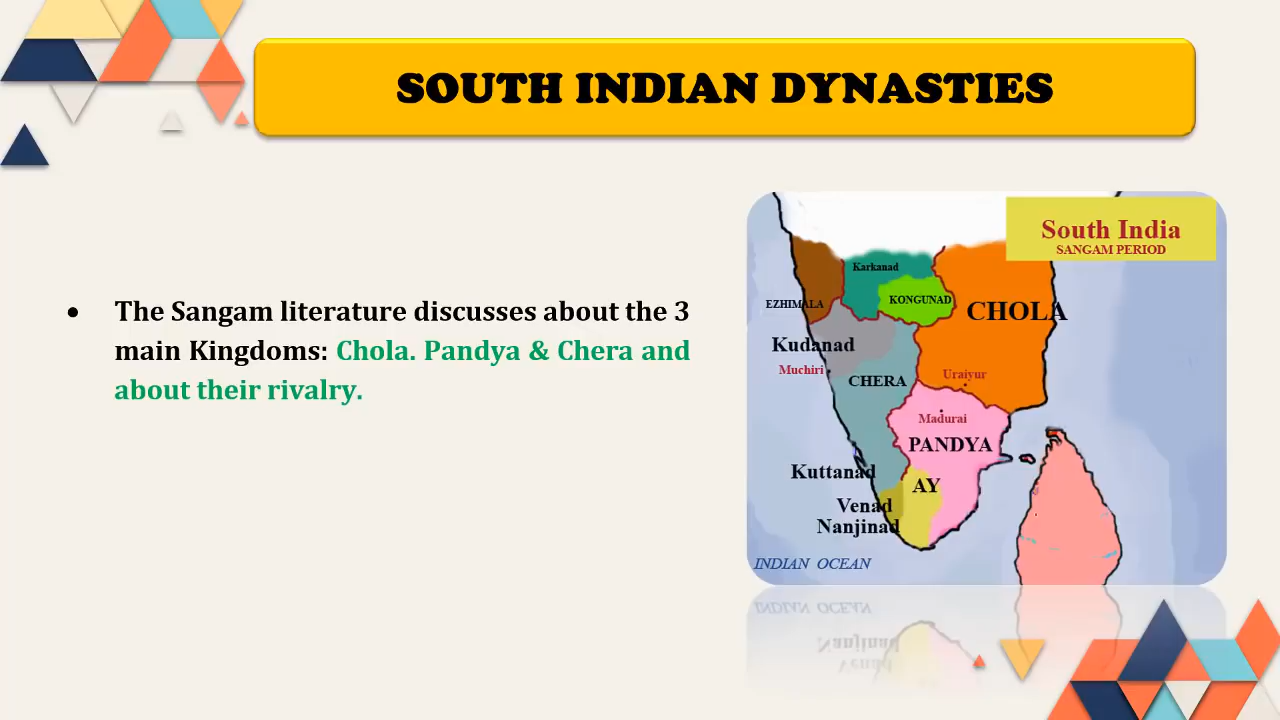 SOUTH INDIAN DYNASTIES
• The Sangam literature discusses about the 3
main Kingdoms: Chola. Pandya & Chera and
about their rivalry.
South India
SANGAM PERIOD
Karkanad
EZHIMALA
KONGUNAD
CHOLA
Kudanad
Muchiri
CHERA
Uraiyur
Madurai
PANDYA
Kuttanad
AY
Venad
Nanjinad
INDIAN OCEAN